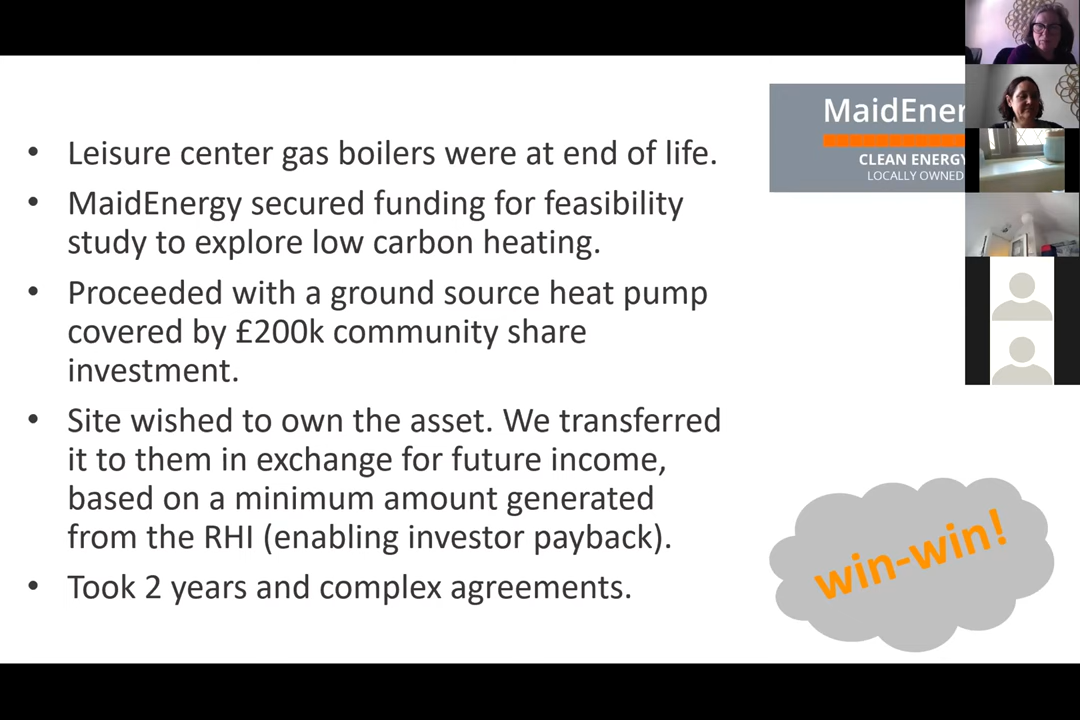 • Leisure center gas boilers were at end of life.
• MaidEnergy secured funding for feasibility
study to explore low carbon heating.
• Proceeded with a ground source heat pump
covered by £200k community share
investment.
• Site wished to own the asset. We transferred
it to them in exchange for future income,
based on a minimum amount generated
from the RHI (enabling investor payback).
• Took 2 years and complex agreements.
MaidEner
CLEAN ENERGY
LOCALLY OWNED
win-win!